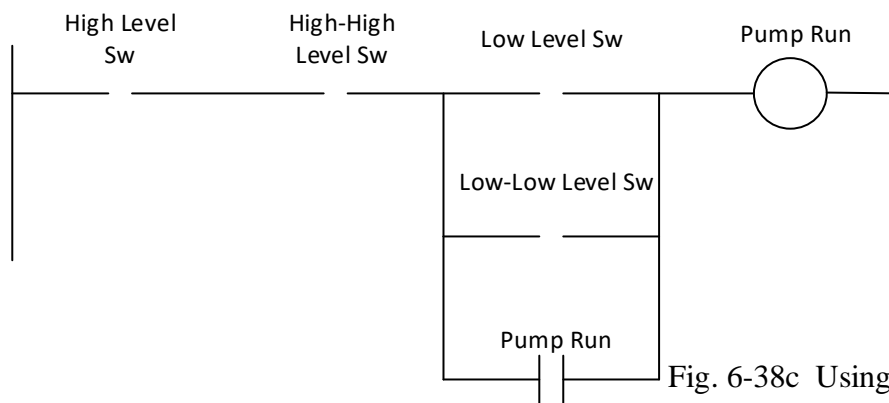 High Level
Sw
High-High
Level Sw
Low Level Sw
Pump Run
Low-Low Level Sw
Pump Run
Fig. 6-38c Using